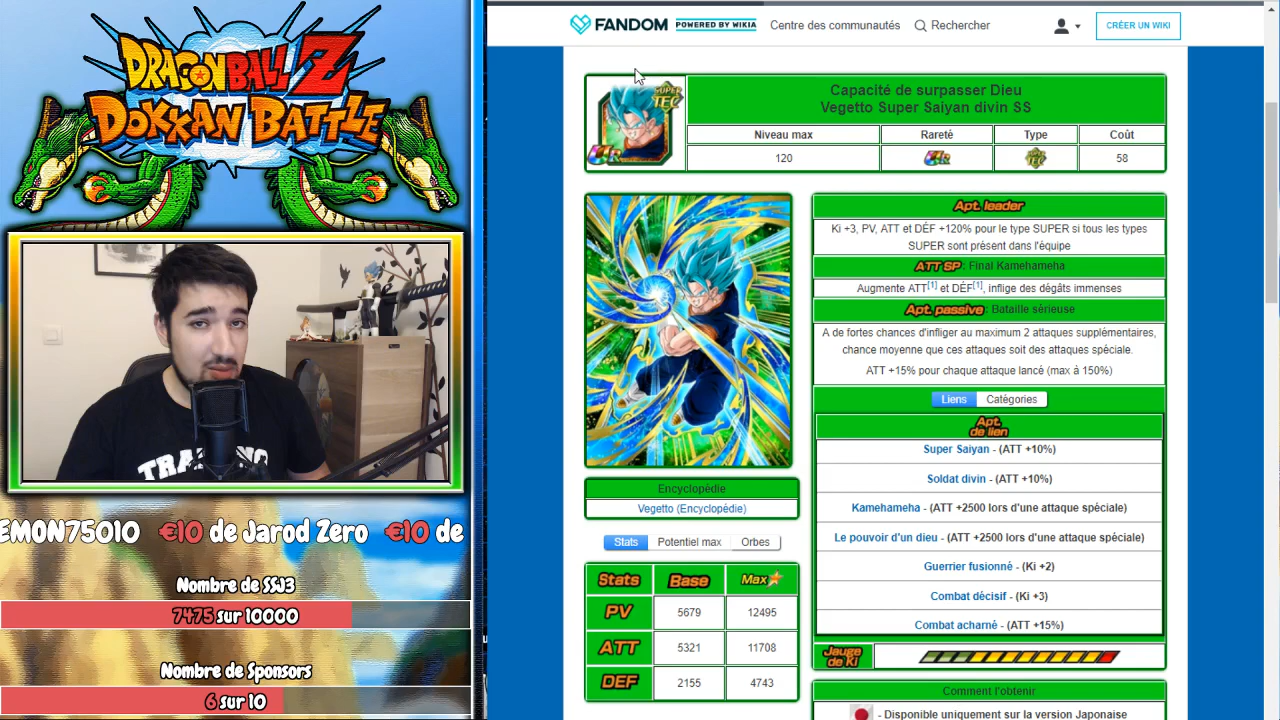 DRAGON BALL Z
DOKKAN BATTLE
TRA
EMON75010 €10 de Jarod Zero €10 de
Nombre de SSJ3
7475 sur 10000
Nombre de Sponsors
6 sur 10
FANDOM POWERED BY WIKIA
Centre des communautés
Rechercher
CRÉER UN WIKI
SUPER TEC
UR
Capacité de surpasser Dieu
Vegetto Super Saiyan divin SS
Niveau max Rareté Type Coût
120 UR TEC 58
Apt. leader
Ki +3, PV, ATT et DÉF +120% pour le type SUPER si tous les types
SUPER sont présent dans l'équipe
ATT SP : Final Kamehameha
Augmente ATT[1] et DÉF[1], inflige des dégâts immenses
Apt. passive : Bataille sérieuse
A de fortes chances d'infliger au maximum 2 attaques supplémentaires,
chance moyenne que ces attaques soit des attaques spéciale.
ATT +15% pour chaque attaque lancé (max à 150%)
Liens Catégories
Apt. de lien
Super Saiyan - (ATT +10%)
Soldat divin - (ATT +10%)
Kamehameha - (ATT +2500 lors d'une attaque spéciale)
Le pouvoir d'un dieu - (ATT +2500 lors d'une attaque spéciale)
Guerrier fusionné - (Ki +2)
Combat décisif - (Ki +3)
Combat acharné - (ATT +15%)
Jauge de Ki
Comment l'obtenir
- Disponible uniquement sur la version Japonaise
Encyclopédie
Vegetto (Encyclopédie)
Stats Potentiel max Orbes
Stats Base Max
PV 5679 12495
ATT 5321 11708
DEF 2155 4743